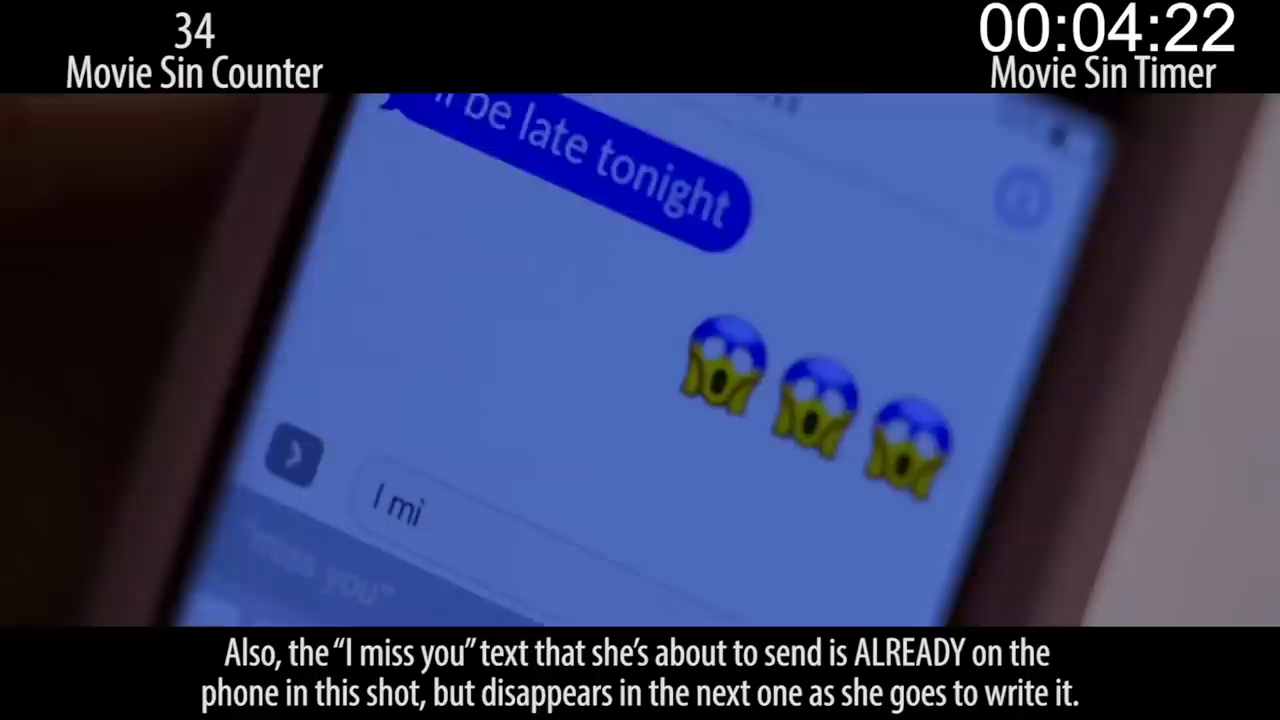 34
Movie Sin Counter
00:04:22
Movie Sin Timer
be late tonight
I mi
"miss you"
Also, the “I miss you” text that she’s about to send is ALREADY on the
phone in this shot, but disappears in the next one as she goes to write it.